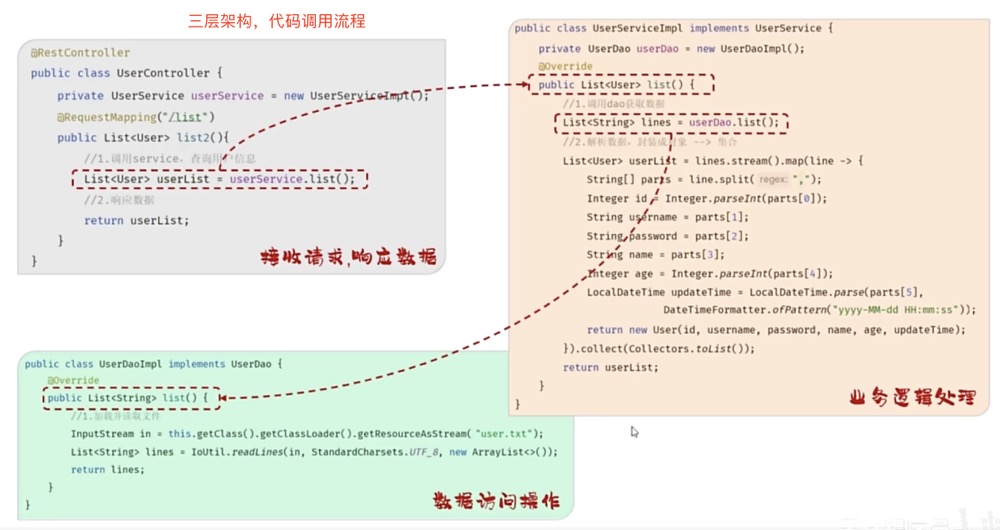 三层架构，代码调用流程
@RestController
public class UserController {
private UserService userService = new UserServiceImpl();
@RequestMapping("/list")
public List<User> list2(){
//1.调用service，查询用户信息
List<User> userList = userService.list();
//2.响应数据
return userList;
}
}
接收请求,响应数据
public class UserServiceImpl implements UserService {
private UserDao userDao = new UserDaoImpl();
@Override
public List<User> list() {
//1.调用dao获取数据
List<String> lines = userDao.list();
//2.解析数据，封装成对象 --> 集合
List<User> userList = lines.stream().map(line -> {
String[] parts = line.split( regex: ",");
Integer id = Integer.parseInt(parts[0]);
String username = parts[1];
String password = parts[2];
String name = parts[3];
Integer age = Integer.parseInt(parts[4]);
LocalDateTime updateTime = LocalDateTime.parse(parts[5],
DateTimeFormatter.ofPattern("yyyy-MM-dd HH:mm:ss"));
return new User(id, username, password, name, age, updateTime);
}).collect(Collectors.toList());
return userList;
}
}
业务逻辑处理
public class UserDaoImpl implements UserDao {
@Override
public List<String> list() {
//1.加载并读取文件
InputStream in = this.getClass().getClassLoader().getResourceAsStream( "user.txt");
List<String> lines = IoUtil.readLines(in, StandardCharsets.UTF_8, new ArrayList<>());
return lines;
}
}
数据访问操作